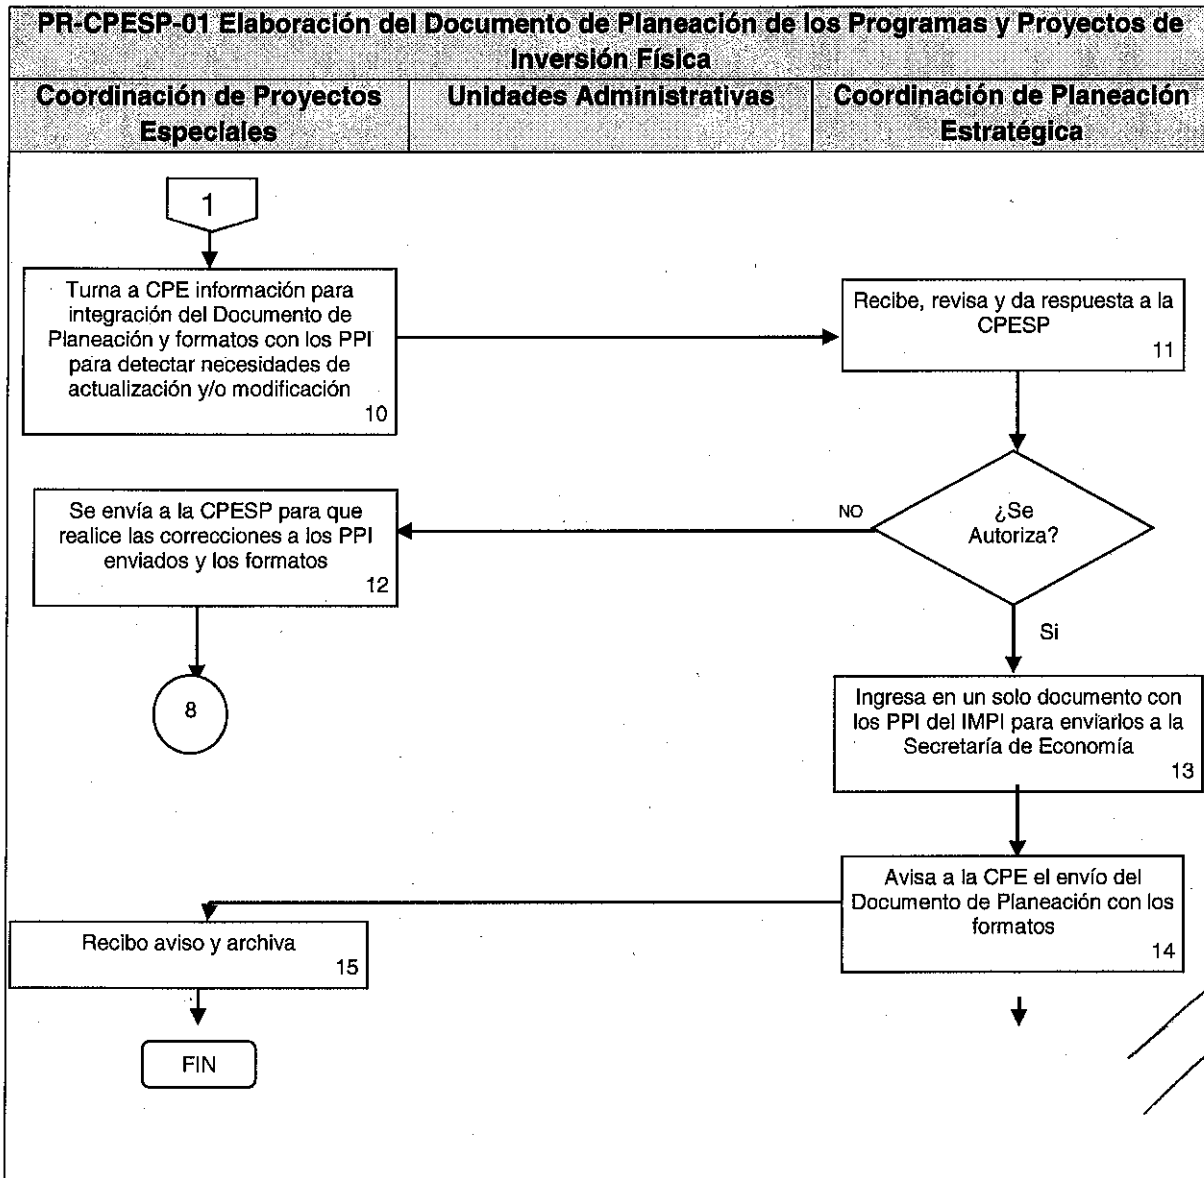 PR-CPESP-01 Elaboración del Documento de Planeación de los Programas y Proyectos de
Inversión Física
Coordinación de Proyectos
Especiales
Unidades Administrativas
Coordinación de Planeación
Estratégica
1
Turna a CPE información para
integración del Documento de
Planeación y formatos con los PPI
para detectar necesidades de
actualización y/o modificación
10
Recibe, revisa y da respuesta a la
CPESP
11
¿Se
Autoriza?
NO
Se envía a la CPESP para que
realice las correcciones a los PPI
enviados y los formatos
12
8
Si
Ingresa en un solo documento con
los PPI del IMPI para enviarlos a la
Secretaría de Economía
13
Avisa a la CPE el envío del
Documento de Planeación con los
formatos
14
Recibo aviso y archiva
15
FIN